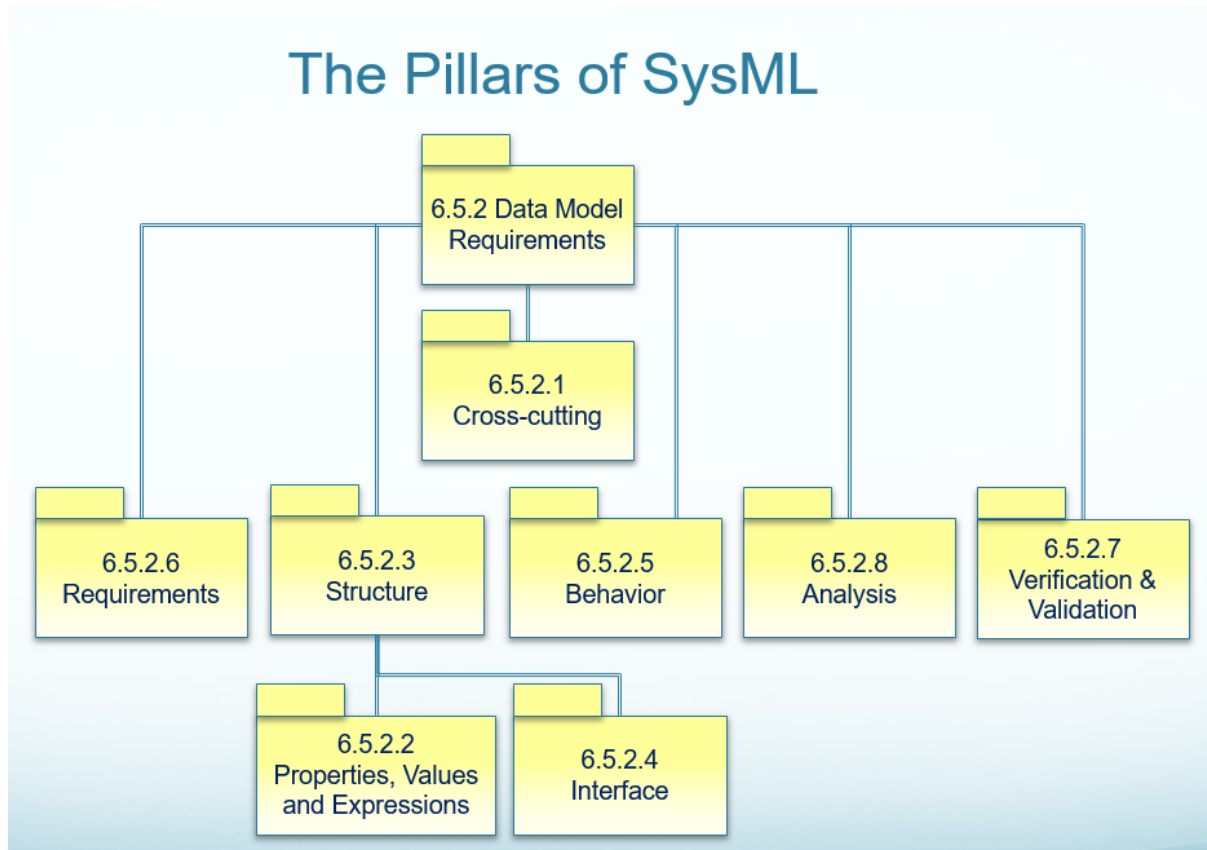 The Pillars of SysML
6.5.2 Data Model
Requirements
6.5.2.1
Cross-cutting
6.5.2.6
Requirements
6.5.2.3
Structure
6.5.2.5
Behavior
6.5.2.8
Analysis
6.5.2.7
Verification &
Validation
6.5.2.2
Properties, Values
and Expressions
6.5.2.4
Interface